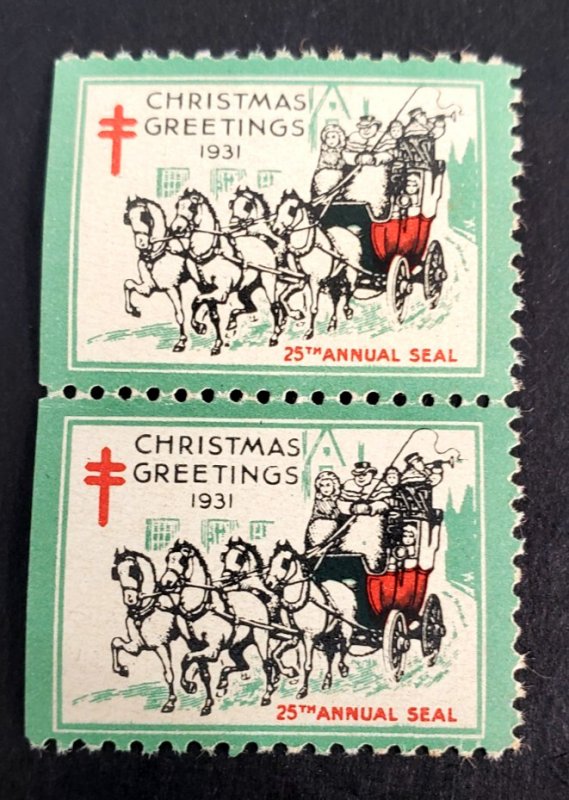 CHRISTMAS
GREETINGS
1931
25TH ANNUAL SEAL
CHRISTMAS
GREETINGS
1931
25TH ANNUAL SEAL